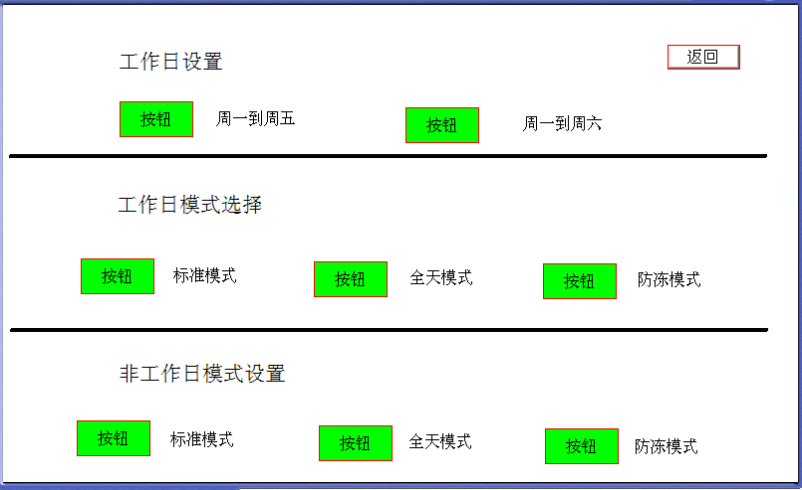 工作日设置
返回
按钮 周一到周五 按钮 周一到周六
工作日模式选择
按钮 标准模式 按钮 全天模式 按钮 防冻模式
非工作日模式设置
按钮 标准模式 按钮 全天模式 按钮 防冻模式